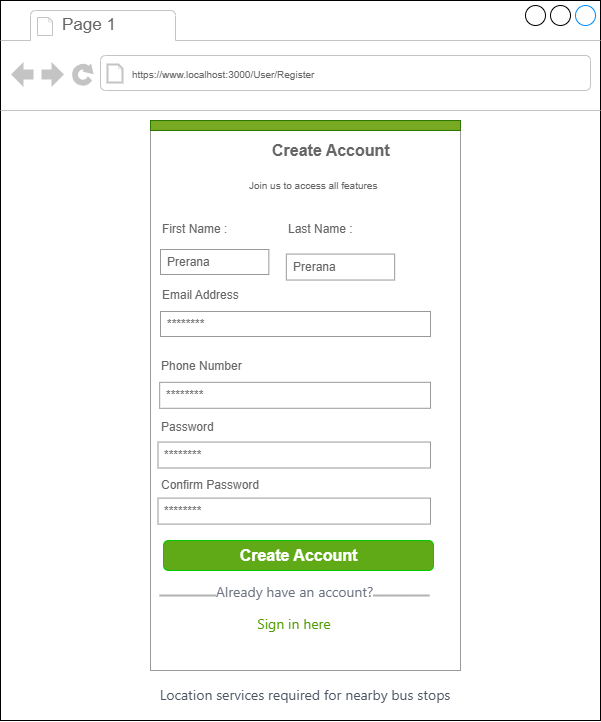 Page 1
https://www.localhost:3000/User/Register
Create Account
Join us to access all features
First Name :
Last Name :
Prerana
Prerana
Email Address
********
Phone Number
********
Password
********
Confirm Password
********
Create Account
Already have an account?
Sign in here
Location services required for nearby bus stops